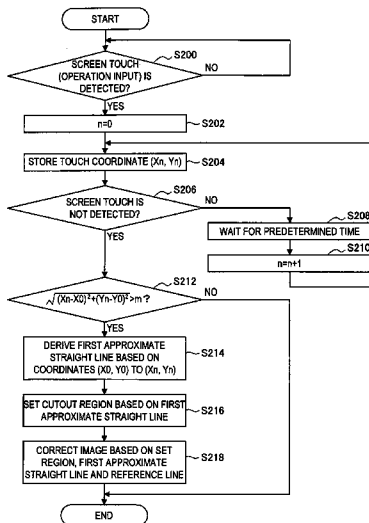 START
S200
SCREEN TOUCH
(OPERATION INPUT) IS
DETECTED?
NO
YES
n=0
S202
STORE TOUCH COORDINATE (Xn, Yn)
S204
S206
SCREEN TOUCH IS
NOT DETECTED?
NO
YES
S208
WAIT FOR PREDETERMINED TIME
S210
n=n+1
S212
√(Xn-X0)²+(Yn-Y0)²>m'?
NO
YES
DERIVE FIRST APPROXIMATE
STRAIGHT LINE BASED ON
COORDINATES (X0, Y0) TO (Xn, Yn)
S214
SET CUTOUT REGION BASED ON FIRST
APPROXIMATE STRAIGHT LINE
S216
CORRECT IMAGE BASED ON SET
REGION, FIRST APPROXIMATE
STRAIGHT LINE AND REFERENCE LINE
S218
END